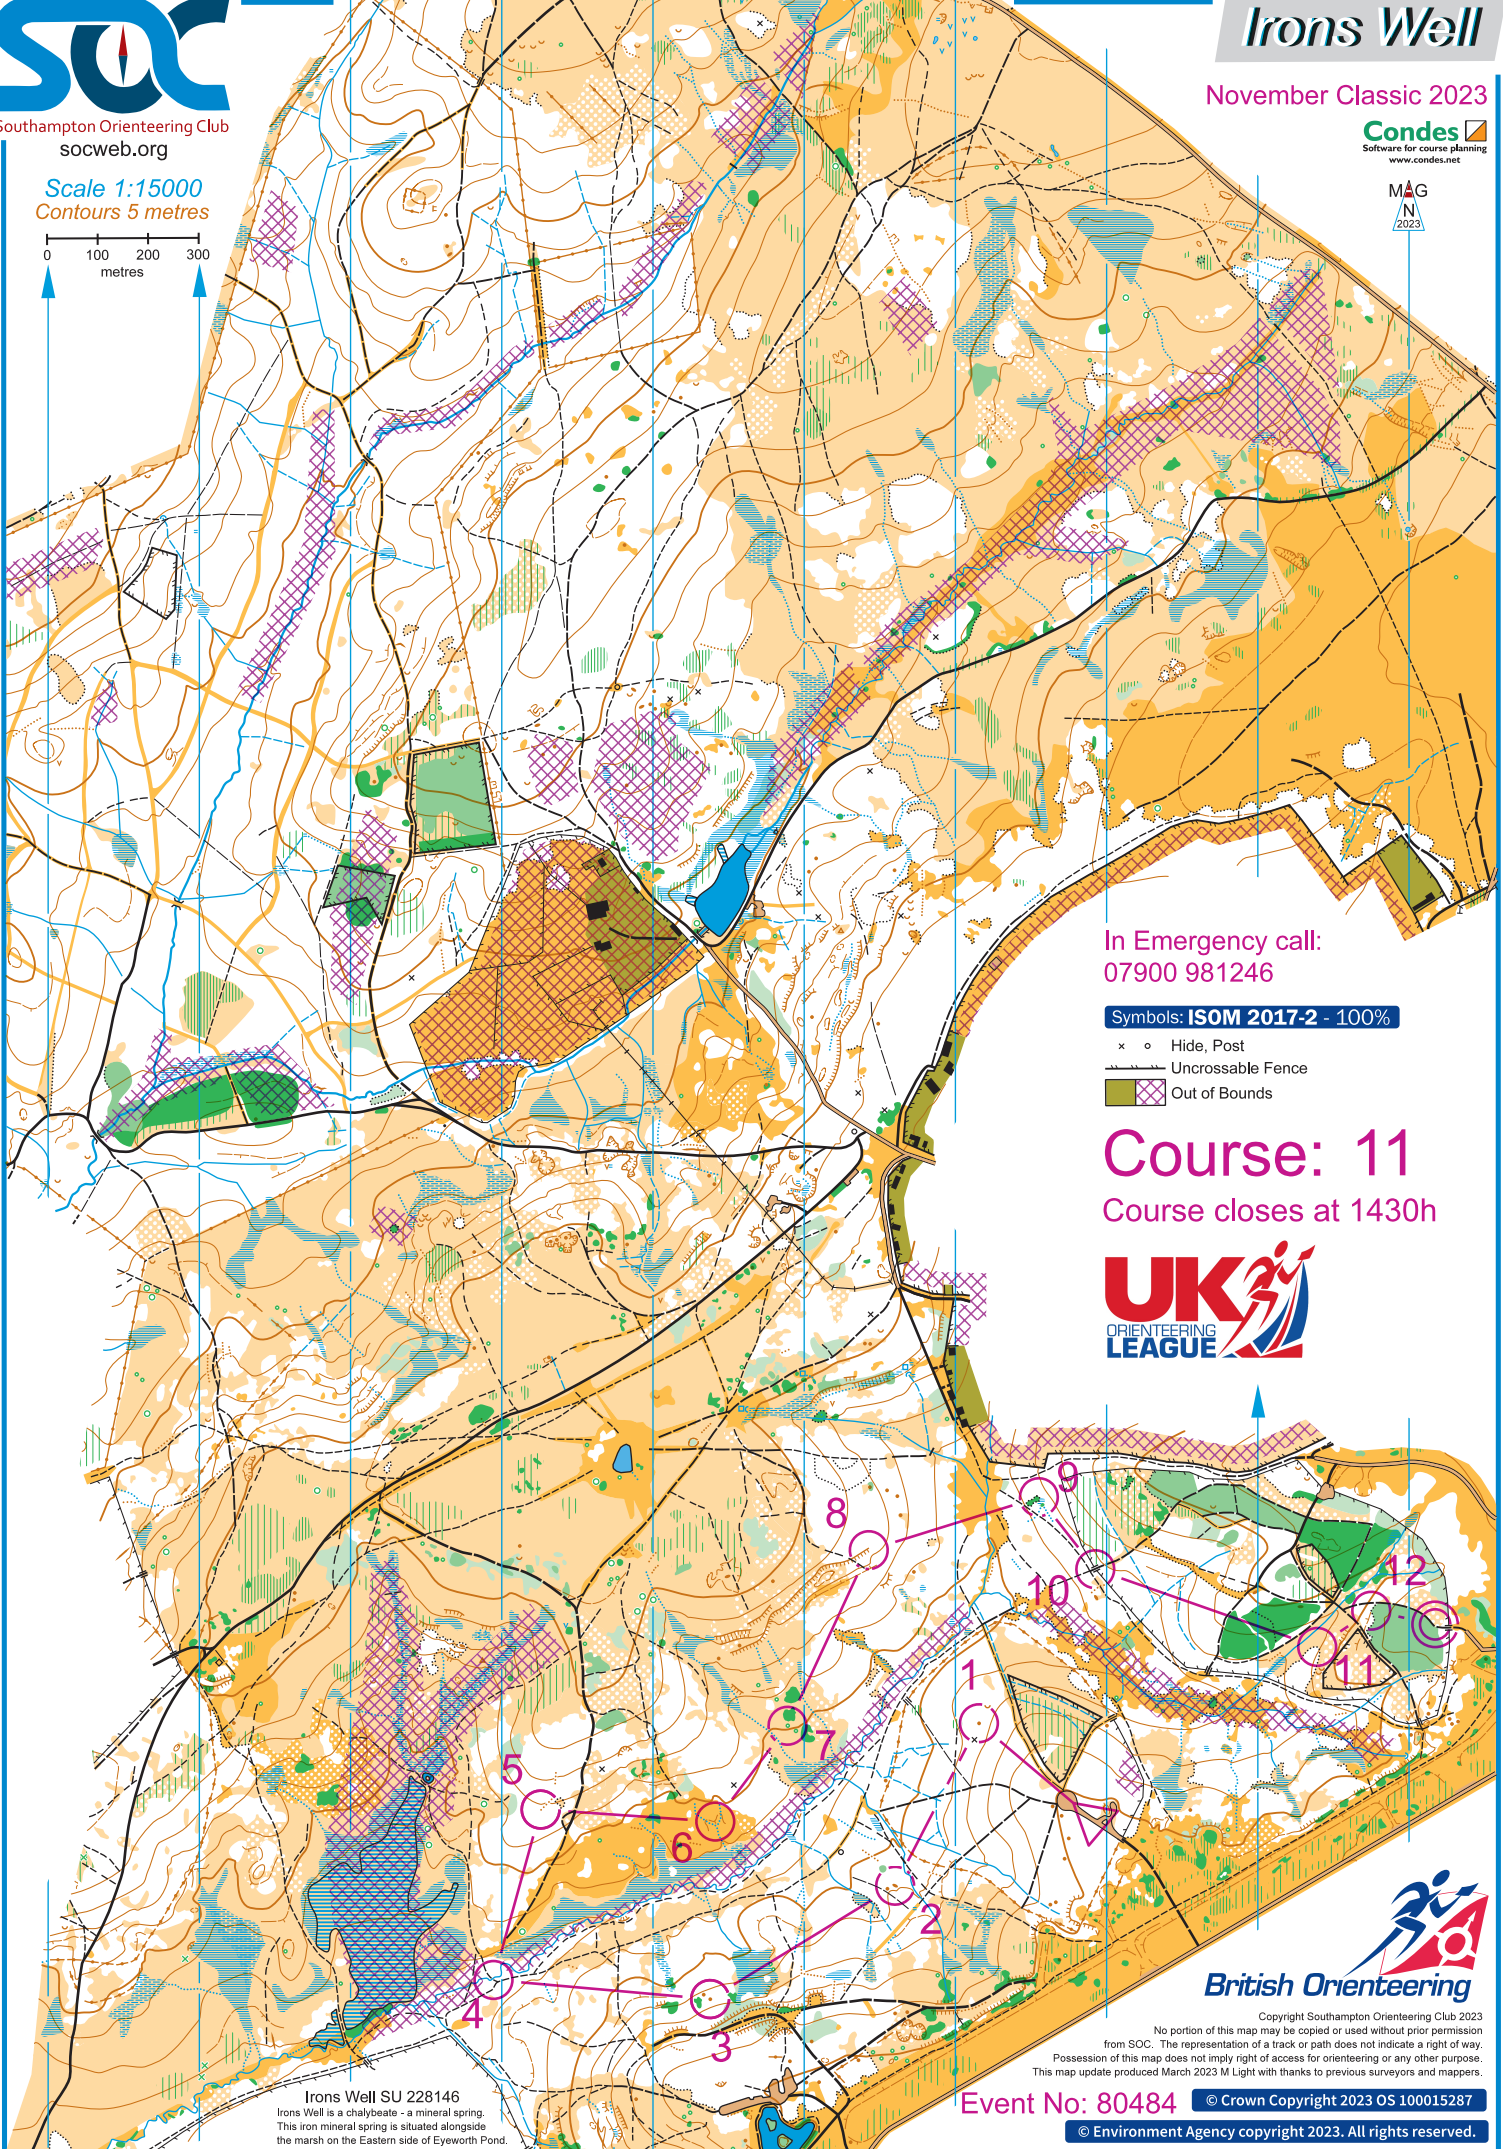 SOC
Southampton Orienteering Club
socweb.org
Scale 1:15000
Contours 5 metres
0 100 200 300
metres
Irons Well
November Classic 2023
Condes
Software for course planning
www.condes.net
MAG
N
2023
In Emergency call:
07900 981246
Symbols: ISOM 2017-2 - 100%
Hide, Post
Uncrossable Fence
Out of Bounds
Course: 11
Course closes at 1430h
UK
ORIENTEERING
LEAGUE
9
8
12
10
11
1
7
5
6
2
4
3
British Orienteering
Copyright Southampton Orienteering Club 2023
No portion of this map may be copied or used without prior permission
from SOC. The representation of a track or path does not indicate a right of way.
Possession of this map does not imply right of access for orienteering or any other purpose.
This map update produced March 2023 M Light with thanks to previous surveyors and mappers.
Event No: 80484
© Crown Copyright 2023 OS 100015287
© Environment Agency copyright 2023. All rights reserved.
Irons Well SU 228146
Irons Well is a chalybeate - a mineral spring.
This iron mineral spring is situated alongside
the marsh on the Eastern side of Eyeworth Pond.